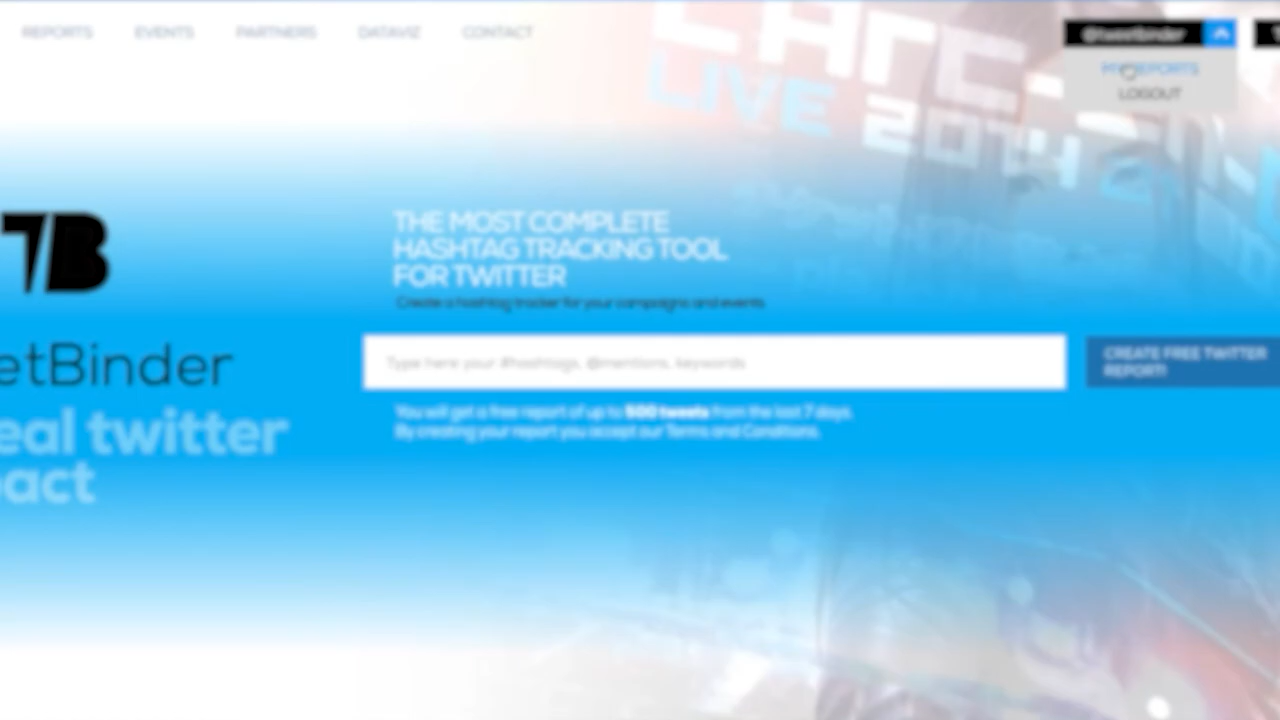 REPORTS EVENTS PARTNERS DATAVIZ CONTACT
@tweetbinder
MY REPORTS
LOGOUT
LIVE 2014
TB
THE MOST COMPLETE
HASHTAG TRACKING TOOL
FOR TWITTER
Create a hashtag tracker for your campaigns and events
etBinder
Type here your #hashtags, @mentions, keywords
CREATE FREE TWITTER
REPORT!
eal twitter
act
You will get a free report of up to 500 tweets from the last 7 days.
By creating your report you accept our Terms and Conditions.